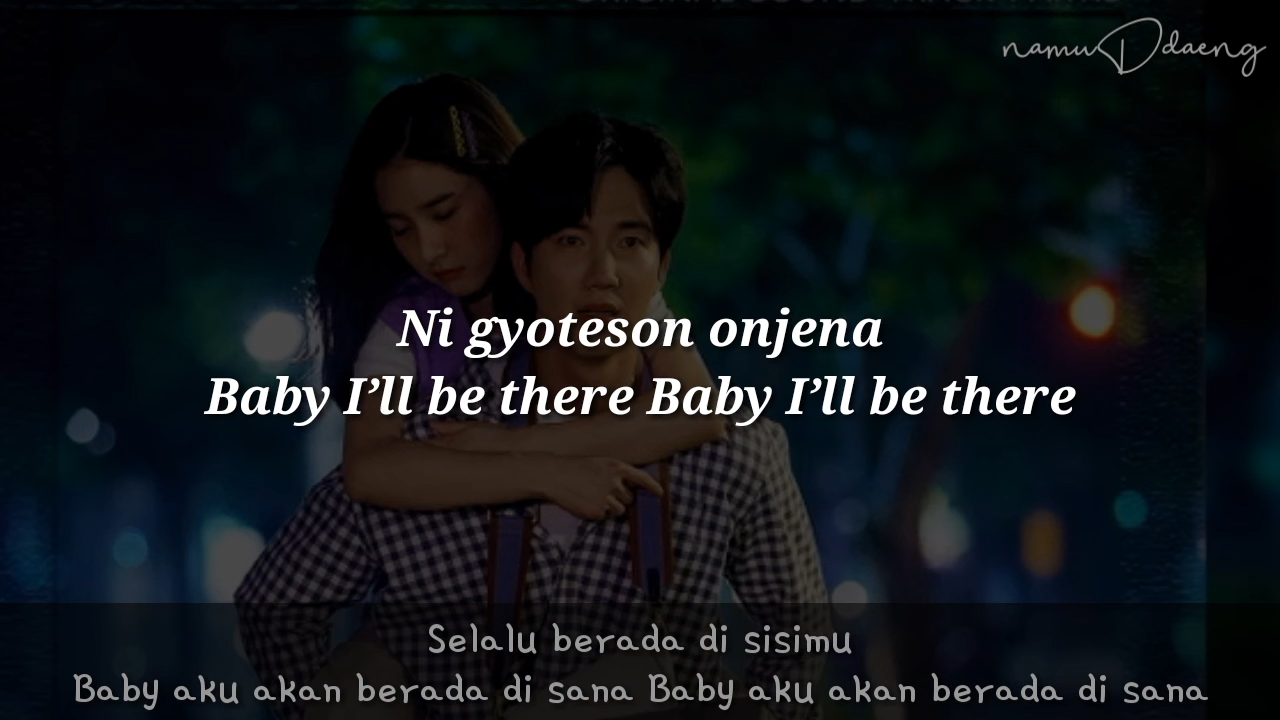 namuDdaeng
Ni gyoteson onjena
Baby I’ll be there Baby I’ll be there
Selalu berada di sisimu
Baby aku akan berada di sana Baby aku akan berada di sana